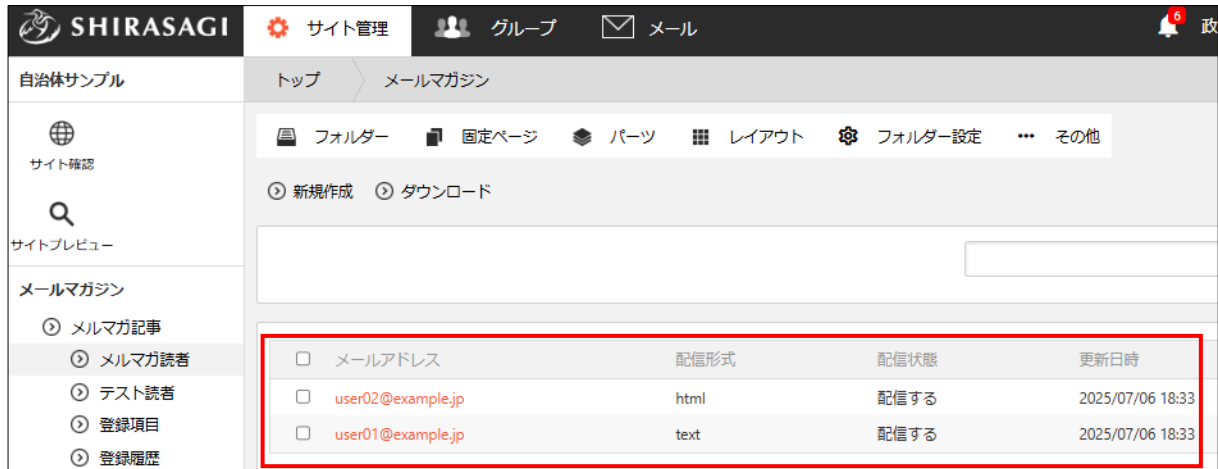 SHIRASAGI サイト管理 グループ メール 6 政
自治体サンプル トップ メールマガジン
フォルダー 固定ページ パーツ レイアウト フォルダー設定 ••• その他
サイト確認
新規作成 ダウンロード
サイトプレビュー
メールマガジン
メルマガ記事
メルマガ読者 メールアドレス 配信形式 配信状態 更新日時
テスト読者 user02@example.jp html 配信する 2025/07/06 18:33
登録項目 user01@example.jp text 配信する 2025/07/06 18:33
登録履歴